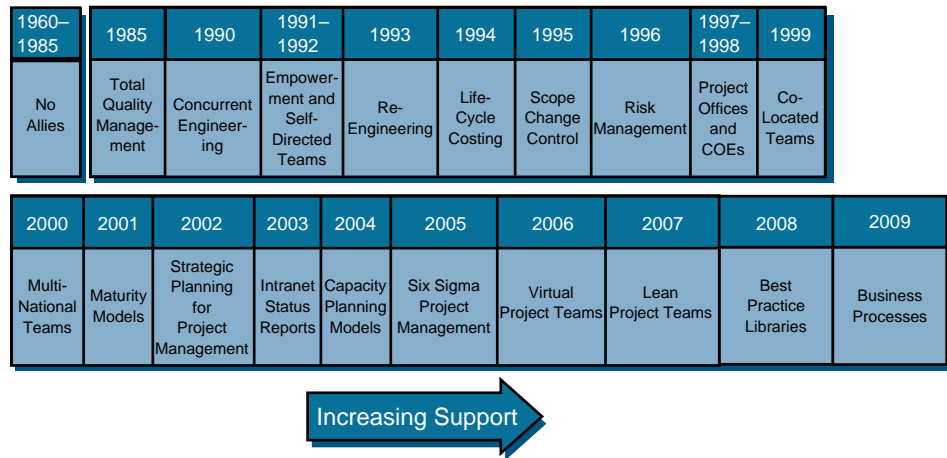 1960–
1985
1985
1990
1991–
1992
1993
1994
1995
1996
1997–
1998
1999
No
Allies
Total
Quality
Manage-
ment
Concurrent
Engineer-
ing
Empower-
ment and
Self-
Directed
Teams
Re-
Engineering
Life-
Cycle
Costing
Scope
Change
Control
Risk
Management
Project
Offices
and
COEs
Co-
Located
Teams
2000
2001
2002
2003
2004
2005
2006
2007
2008
2009
Multi-
National
Teams
Maturity
Models
Strategic
Planning
for
Project
Management
Intranet
Status
Reports
Capacity
Planning
Models
Six Sigma
Project
Management
Virtual
Project Teams
Lean
Project Teams
Best
Practice
Libraries
Business
Processes
Increasing Support